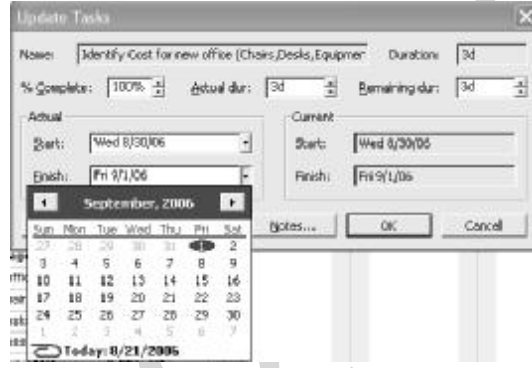 Update Tasks
Name: Identify Cost for new office (Chairs,Desks,Equipmer Duration: 3d
% Complete: 100% Actual dur: 3d Remaining dur: 3d
Actual Current
Start: Wed 8/30/06 Start: Wed 8/30/06
Finish: Fri 9/1/06 Finish: Fri 9/1/06
September, 2006
Notes... OK Cancel
Sun Mon Tue Wed Thu Fri Sat
27 28 29 30 31 1 2
3 4 5 6 7 8 9
10 11 12 13 14 15 16
17 18 19 20 21 22 23
24 25 26 27 28 29 30
1 2 3 4 5 6 7
Today: 8/21/2006